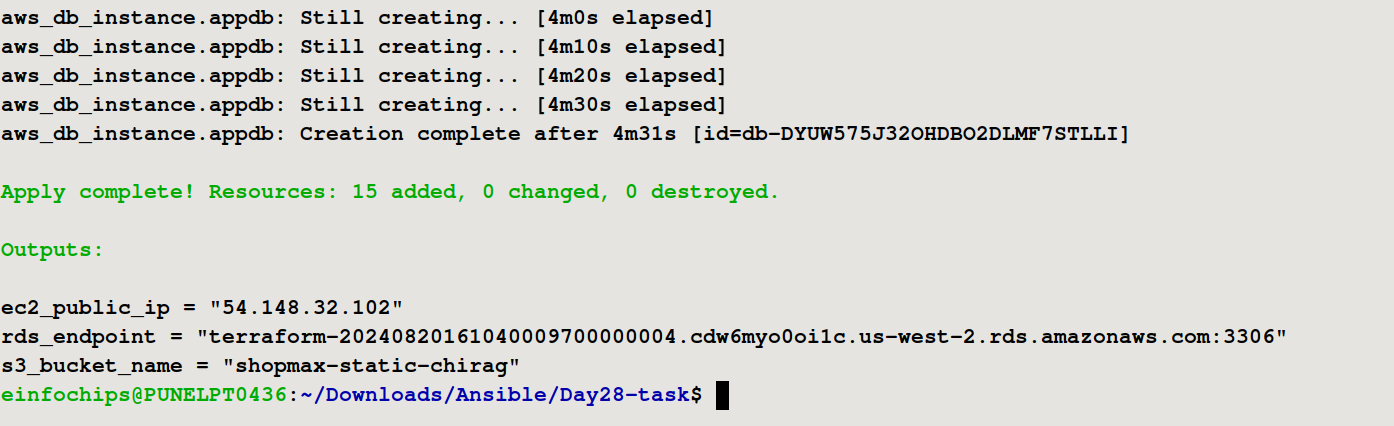 aws_db_instance.appdb: Still creating... [4m0s elapsed]
aws_db_instance.appdb: Still creating... [4m10s elapsed]
aws_db_instance.appdb: Still creating... [4m20s elapsed]
aws_db_instance.appdb: Still creating... [4m30s elapsed]
aws_db_instance.appdb: Creation complete after 4m31s [id=db-DYUW575J32OHDBO2DLMF7STLLI]
Apply complete! Resources: 15 added, 0 changed, 0 destroyed.
Outputs:
ec2_public_ip = "54.148.32.102"
rds_endpoint = "terraform-20240820161040009700000004.cdw6myo0oi1c.us-west-2.rds.amazonaws.com:3306"
s3_bucket_name = "shopmax-static-chirag"
einfochips@PUNELPT0436:~/Downloads/Ansible/Day28-task$